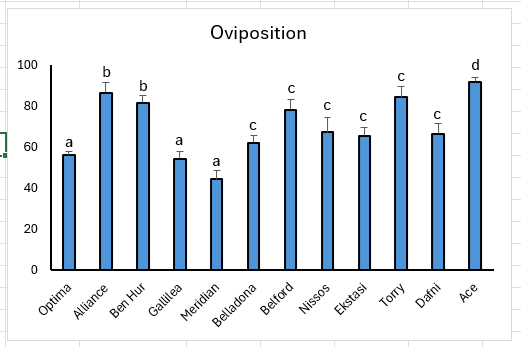 Oviposition
100
80
60
40
20
0
a b b a a c c c c c c d
Optima Alliance Ben Hur Gallilea Meridian Belladona Belford Nissos Ekstasi Torry Dafni Ace